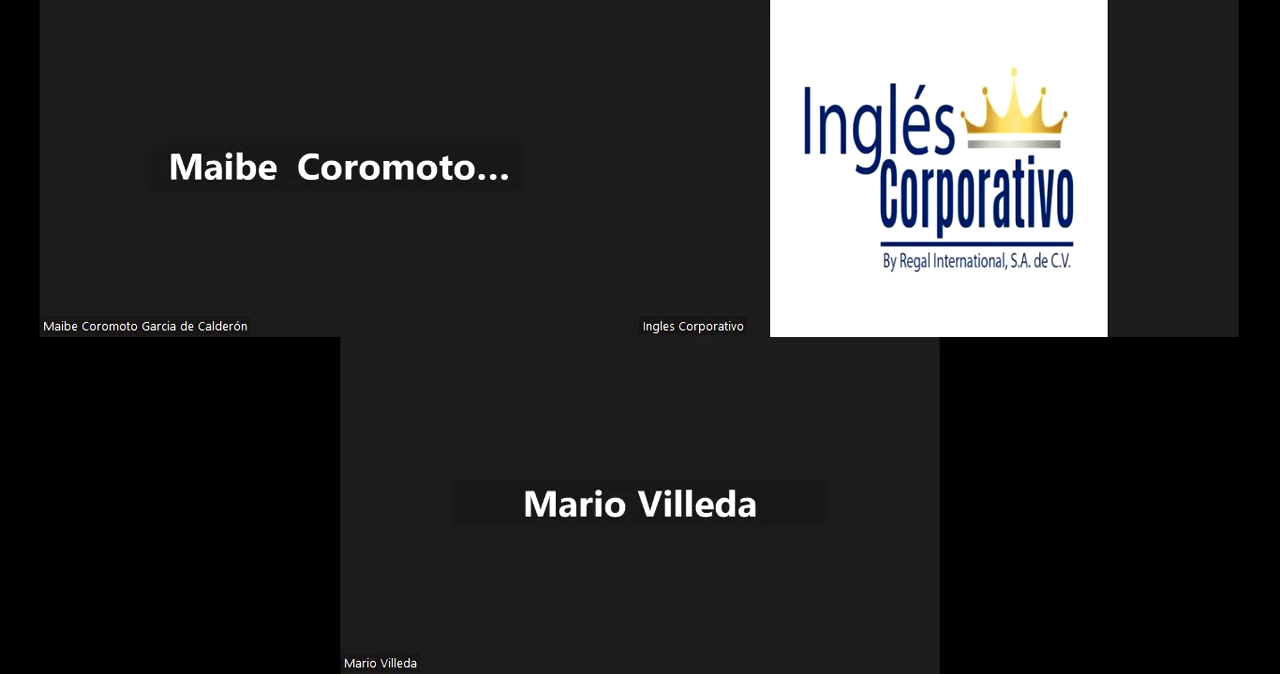 Maibe  Coromoto...
Maibe Coromoto Garcia de Calderón
Inglés
Corporativo
By Regal International, S.A. de C.V.
Ingles Corporativo
Mario Villeda
Mario Villeda